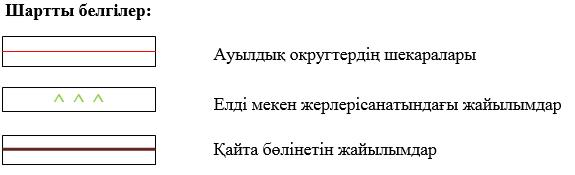 Шартты белгілер:
Ауылдық округтердің шекаралары
Елді мекен жерлерісанатындағы жайылымдар
Қайта бөлінетін жайылымдар